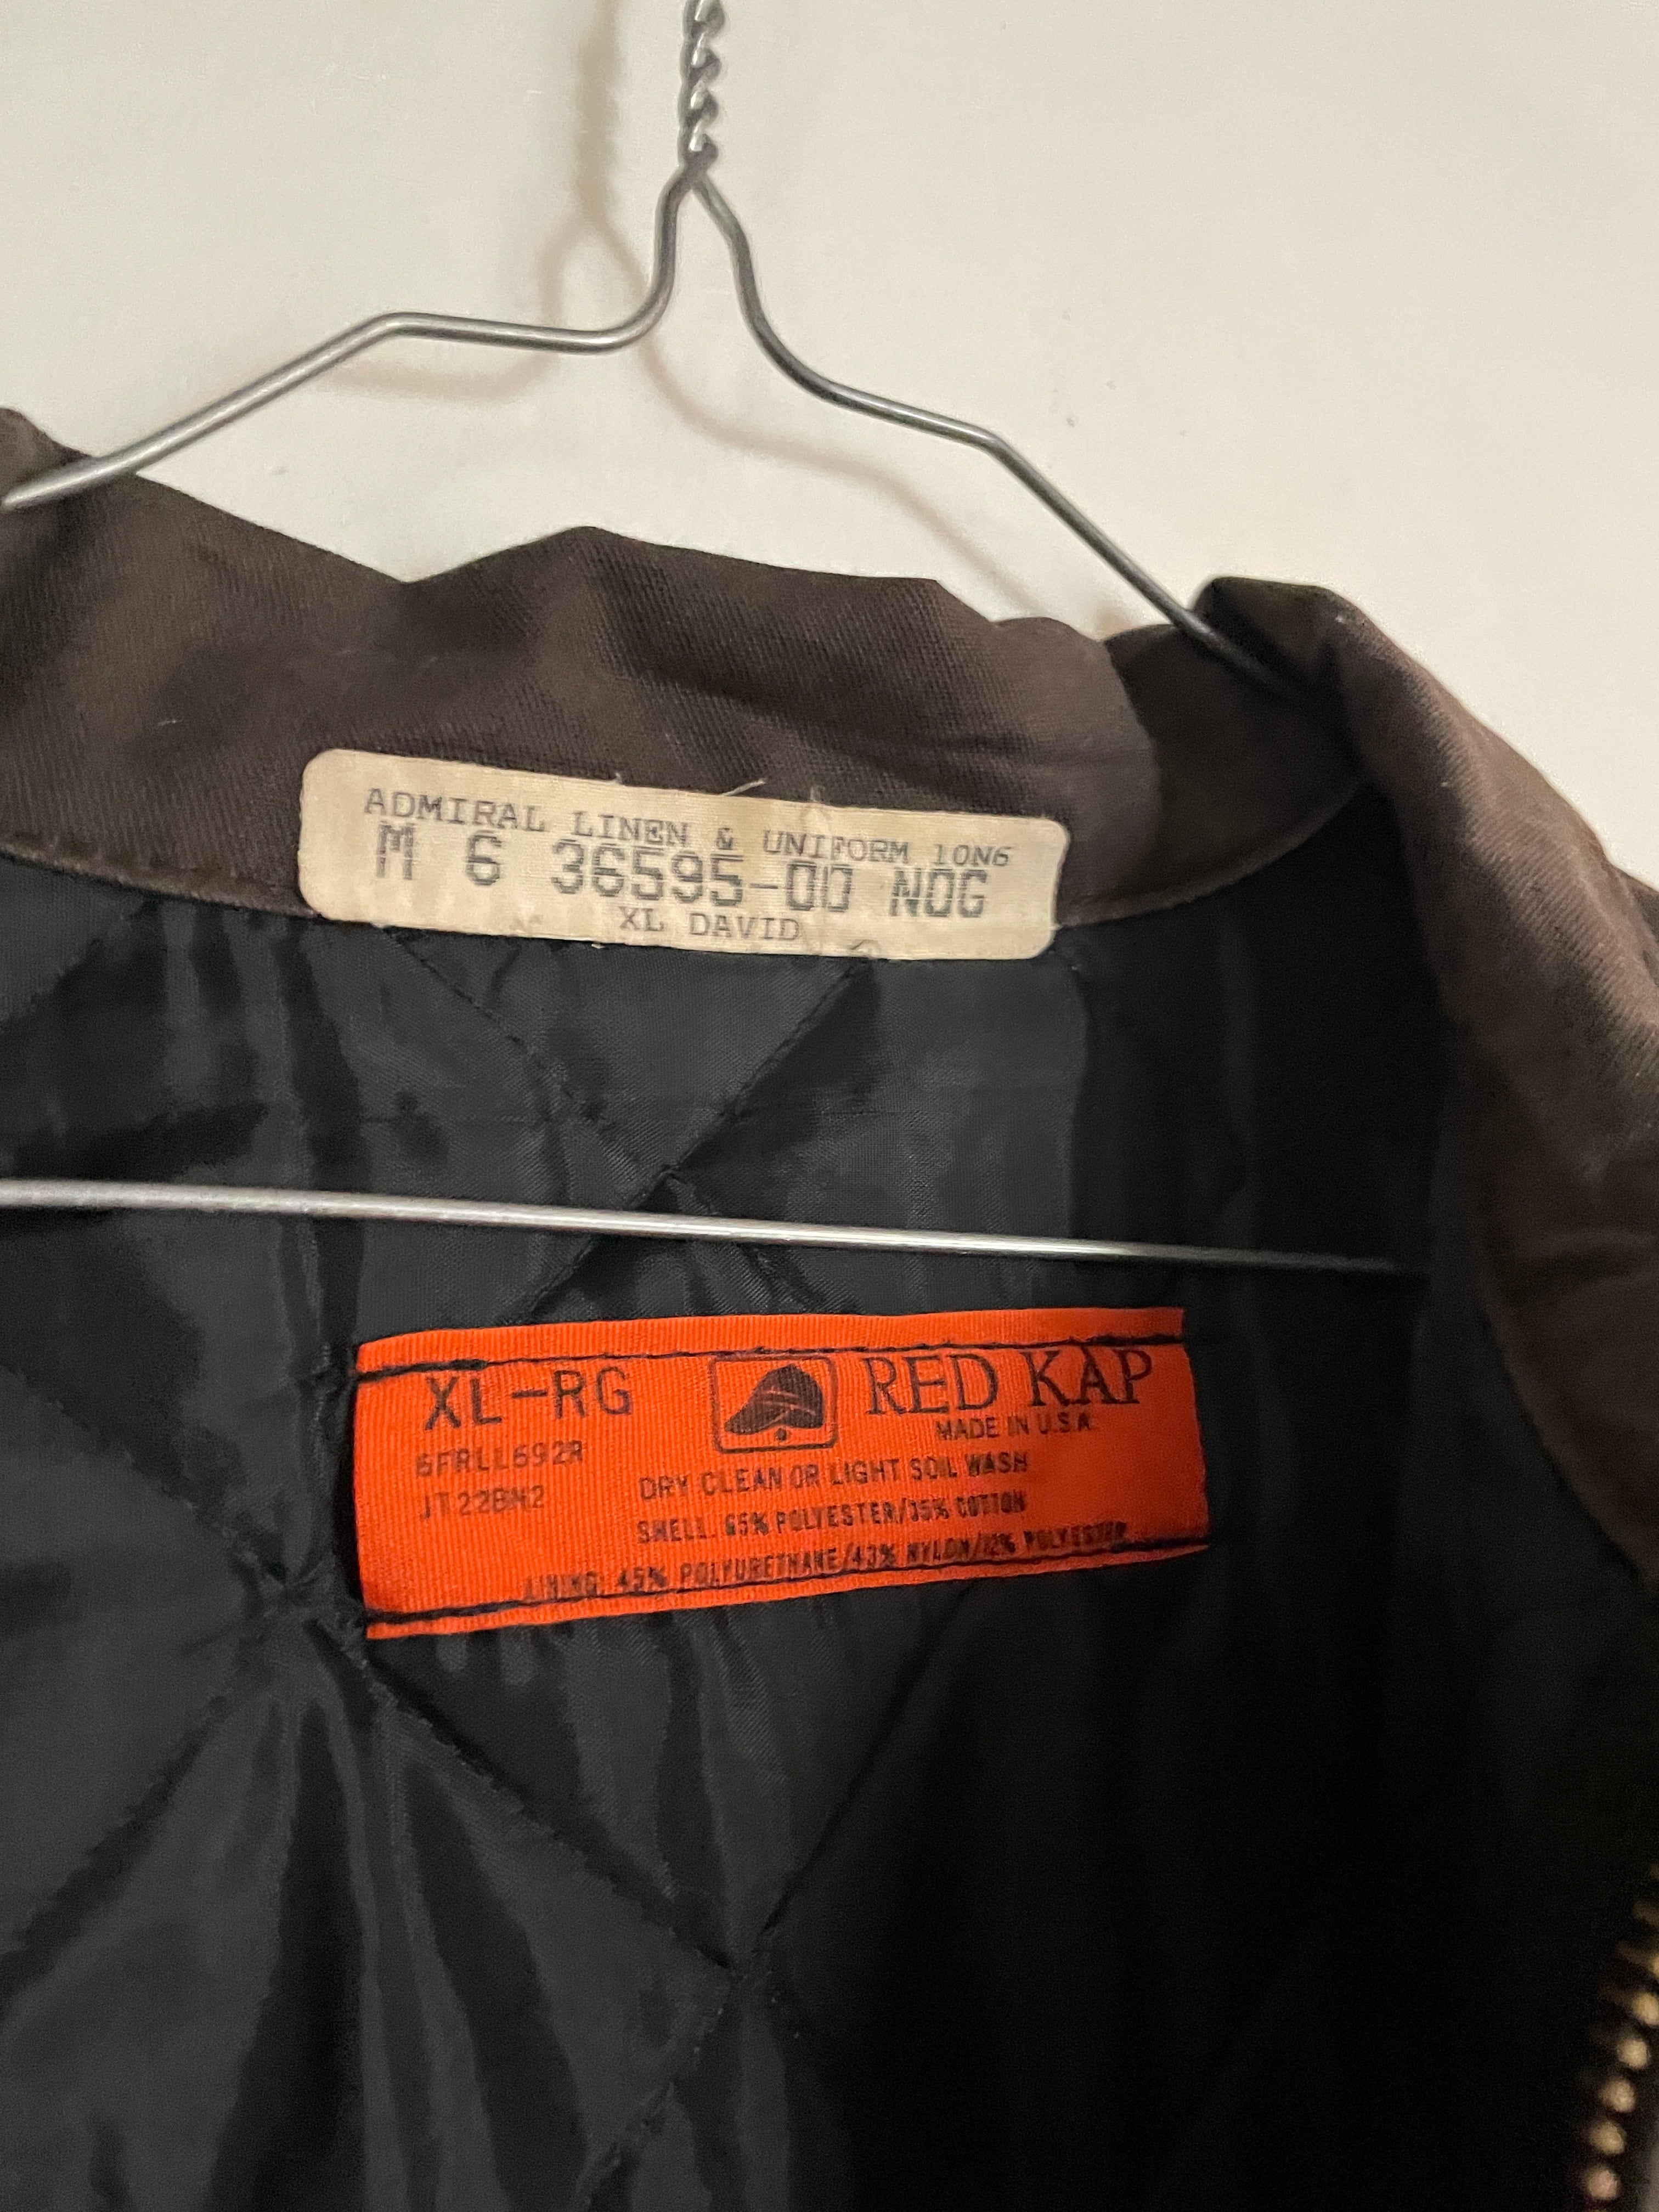 ADMIRAL LINEN & UNIFORM 10N6
M 6 36595-00 NOG
XL DAVID
XL-RG
RED KAP
MADE IN U.S.A.
6FRLL692R
JT22BN2
DRY CLEAN OR LIGHT SOIL WASH
SHELL: 65% POLYESTER/35% COTTON
LINING: 45% POLYURETHANE/43% NYLON/12% POLYESTER